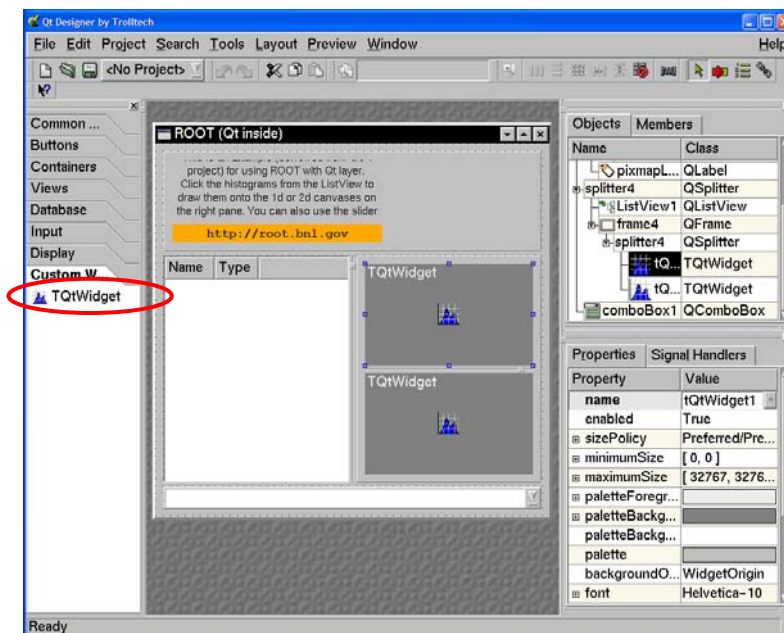 Qt Designer by Trolltech
File Edit Project Search Tools Layout Preview Window Help
<No Project>
Common ...
Buttons
Containers
Views
Database
Input
Display
Custom W...
TQtWidget
ROOT (Qt inside)
project) for using ROOT with Qt layer.
Click the histograms from the ListView to
draw them onto the 1d or 2d canvases on
the right pane. You can also use the slider
http://root.bnl.gov
Name Type
TQtWidget
TQtWidget
Objects Members
Name Class
pixmapL... QLabel
splitter4 QSplitter
ListView1 QListView
frame4 QFrame
splitter4 QSplitter
tQ... TQtWidget
tQ... TQtWidget
comboBox1 QComboBox
Properties Signal Handlers
Property Value
name tQtWidget1
enabled True
sizePolicy Preferred/Pre...
minimumSize [ 0, 0 ]
maximumSize [ 32767, 3276...
paletteForegr...
paletteBackg...
paletteBackg...
palette
backgroundO... WidgetOrigin
font Helvetica-10
Ready